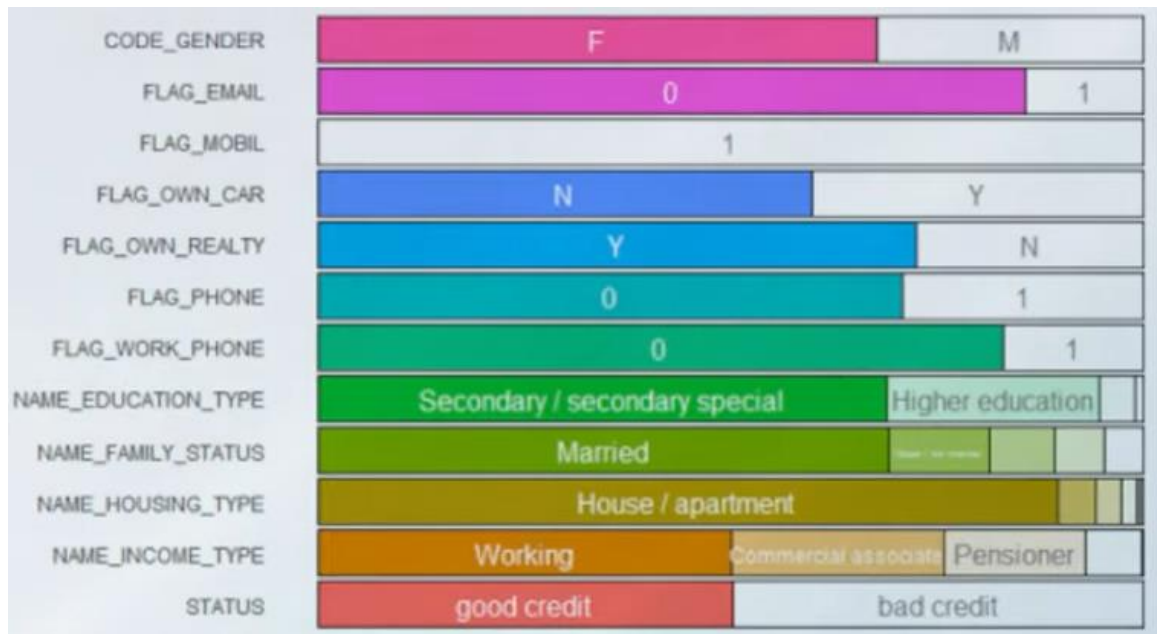 CODE_GENDER F M
FLAG_EMAIL 0 1
FLAG_MOBIL 1
FLAG_OWN_CAR N Y
FLAG_OWN_REALTY Y N
FLAG_PHONE 0 1
FLAG_WORK_PHONE 0 1
NAME_EDUCATION_TYPE Secondary / secondary special Higher education
NAME_FAMILY_STATUS Married
NAME_HOUSING_TYPE House / apartment
NAME_INCOME_TYPE Working Commercial associate Pensioner
STATUS good credit bad credit